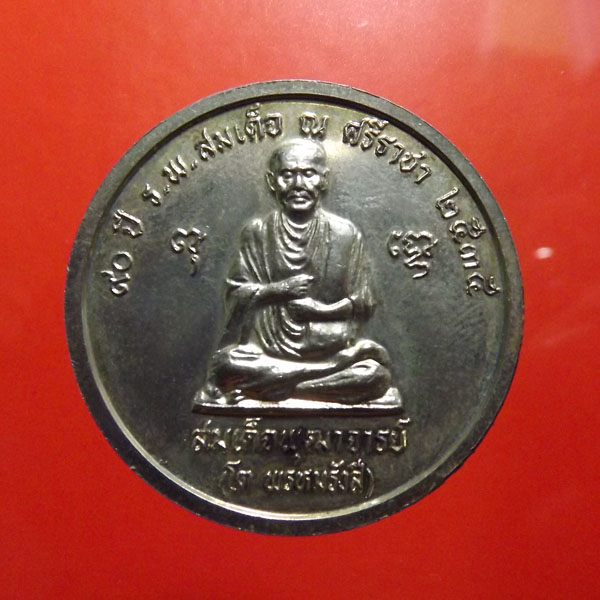 ๙๐ ปี ร.พ.สมเด็จ ณ ศรีราชา ๒๕๓๕
สมเด็จพุฒาจารย์
(โต พรหมรังสี)